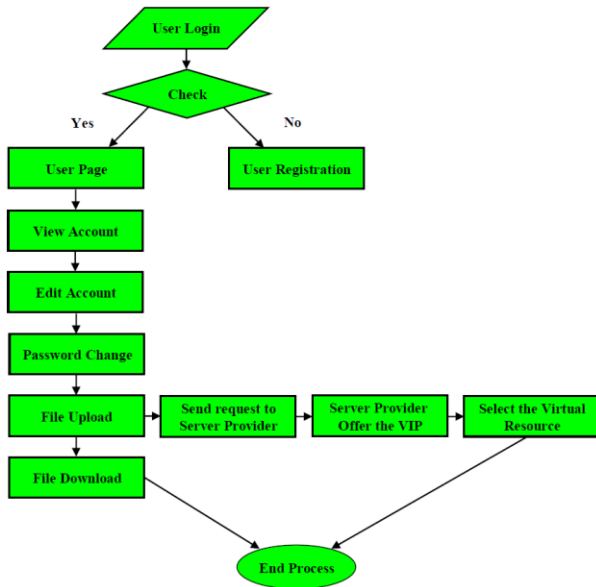 User Login
Check
Yes
No
User Page
User Registration
View Account
Edit Account
Password Change
File Upload
Send request to
Server Provider
Server Provider
Offer the VIP
Select the Virtual
Resource
File Download
End Process